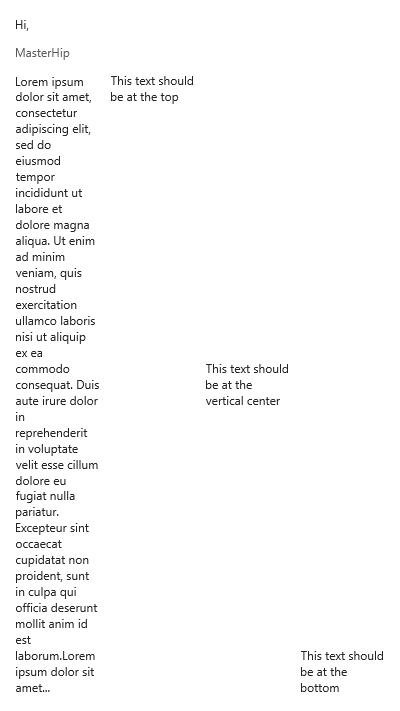 Hi,
MasterHip
Lorem ipsum
dolor sit amet,
consectetur
adipiscing elit,
sed do
eiusmod
tempor
incididunt ut
labore et
dolore magna
aliqua. Ut enim
ad minim
veniam, quis
nostrud
exercitation
ullamco laboris
nisi ut aliquip
ex ea
commodo
consequat. Duis
aute irure dolor
in
reprehenderit
in voluptate
velit esse cillum
dolore eu
fugiat nulla
pariatur.
Excepteur sint
occaecat
cupidatat non
proident, sunt
in culpa qui
officia deserunt
mollit anim id
est
laborum.Lorem
ipsum dolor sit
amet...
This text should
be at the top
This text should
be at the
vertical center
This text should
be at the
bottom